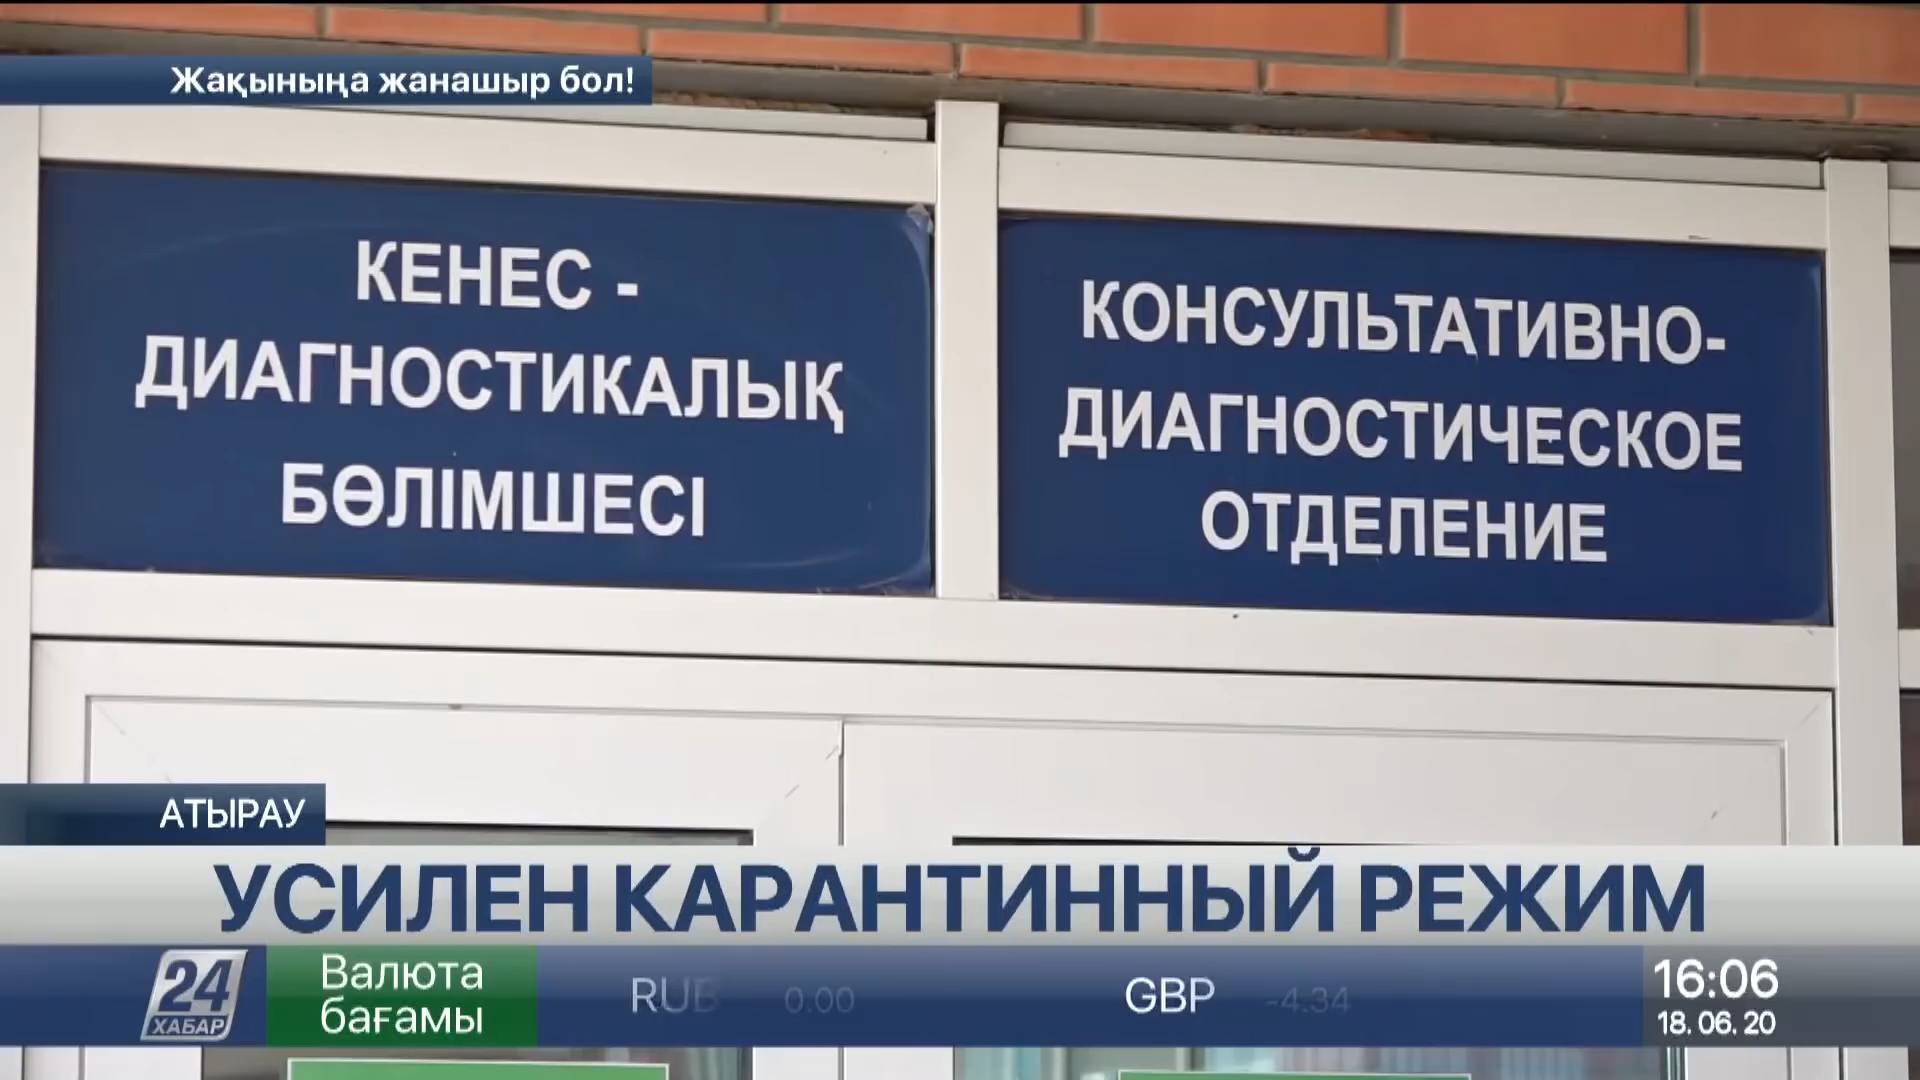 Жақыныңа жанашыр бол!
КЕНЕС -
ДИАГНОСТИКАЛЫҚ
БӨЛІМШЕСІ
КОНСУЛЬТАТИВНО-
ДИАГНОСТИЧЕСКОЕ
ОТДЕЛЕНИЕ
АТЫРАУ
УСИЛЕН КАРАНТИННЫЙ РЕЖИМ
24
ХАБАР
Валюта
бағамы
RUB 0.00
GBP -4.34
16:06
18. 06. 20